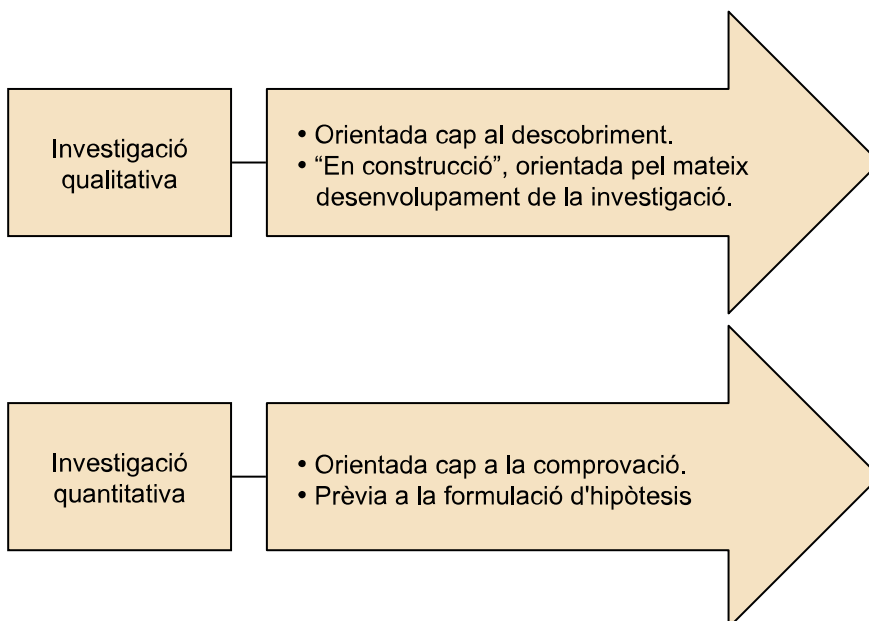 Investigació
qualitativa
• Orientada cap al descobriment.
• “En construcció”, orientada pel mateix
desenvolupament de la investigació.
Investigació
quantitativa
• Orientada cap a la comprovació.
• Prèvia a la formulació d'hipòtesis